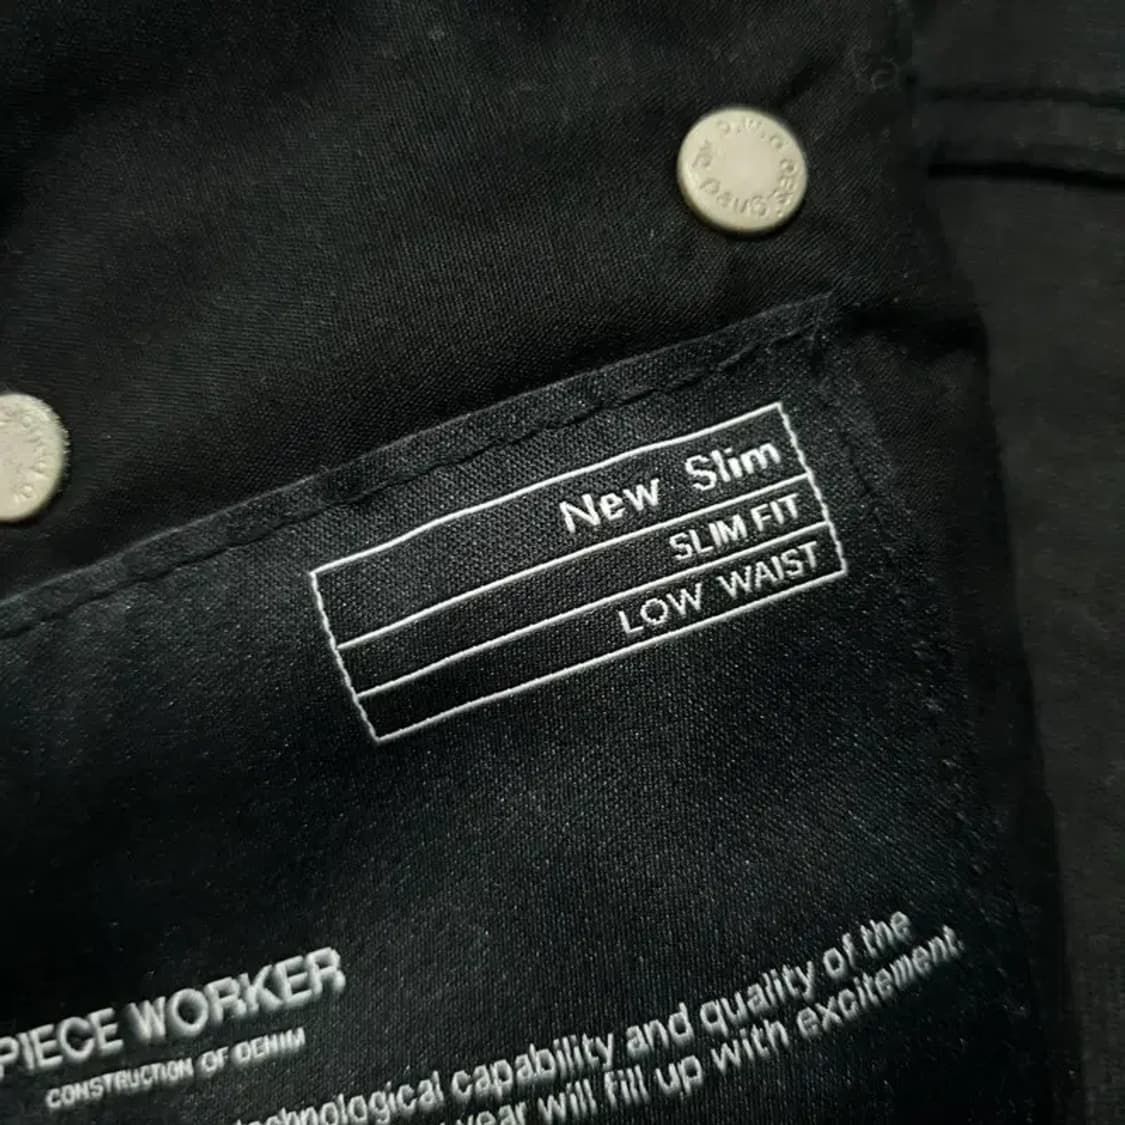 New Slim
SLIM FIT
LOW WAIST
PIECE WORKER
CONSTRUCTION OF DENIM
technological capability and quality of the
year will fill up with excitement